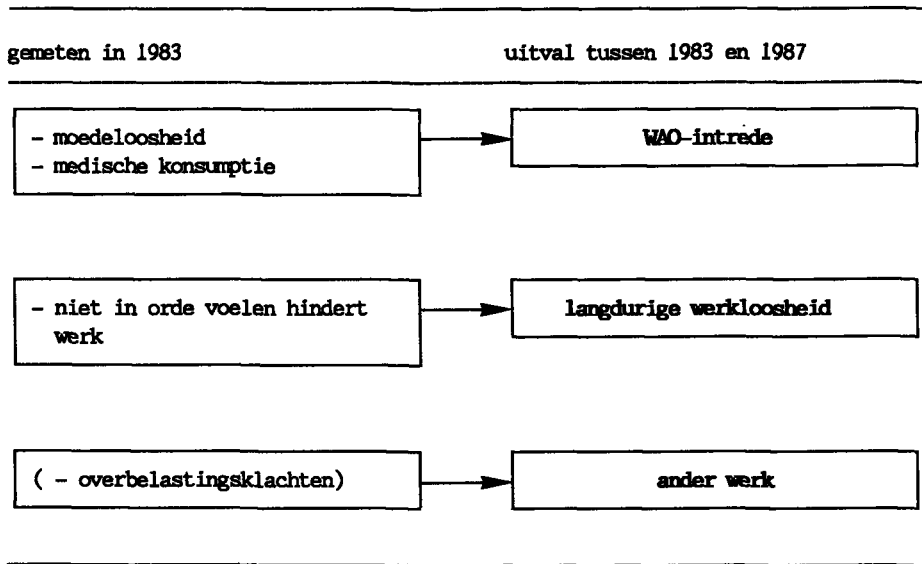 gemeten in 1983 uitval tussen 1983 en 1987
- moedeloosheid
- medische konsumptie
WAO-intrede
- niet in orde voelen hindert
werk
langdurige werkloosheid
( - overbelastingsklachten)
ander werk